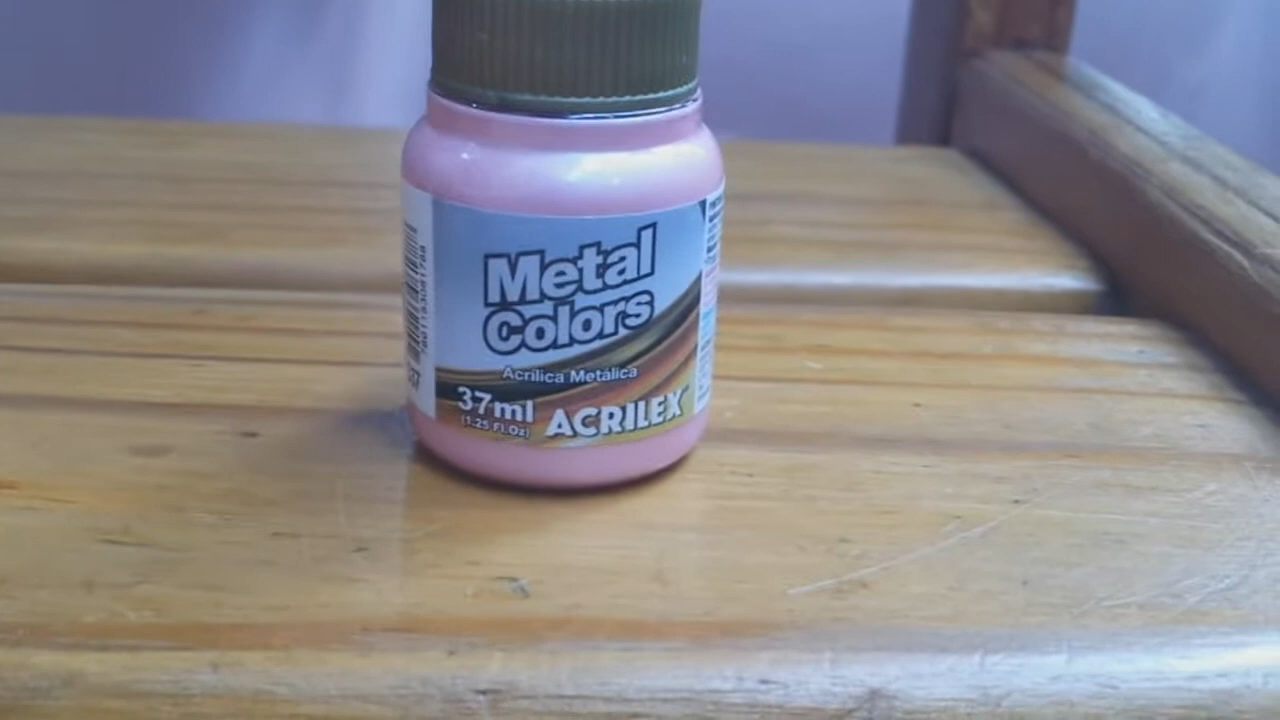 Metal
Colors
Acrílica Metálica
37ml
(1.25 Fl.Oz)
ACRILEX